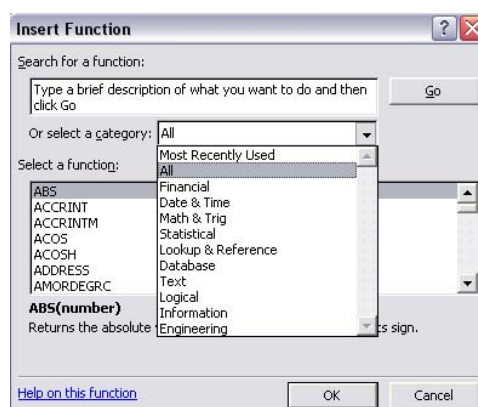 Insert Function
Search for a function:
Type a brief description of what you want to do and then
click Go
Go
Or select a category: All
Most Recently Used
All
Financial
Date & Time
Math & Trig
Statistical
Lookup & Reference
Database
Text
Logical
Information
Engineering
Select a function:
ABS
ACCRINT
ACCRINTM
ACOS
ACOSH
ADDRESS
AMORDEGRC
ABS(number)
Returns the absolute
sign.
Help on this function
OK
Cancel